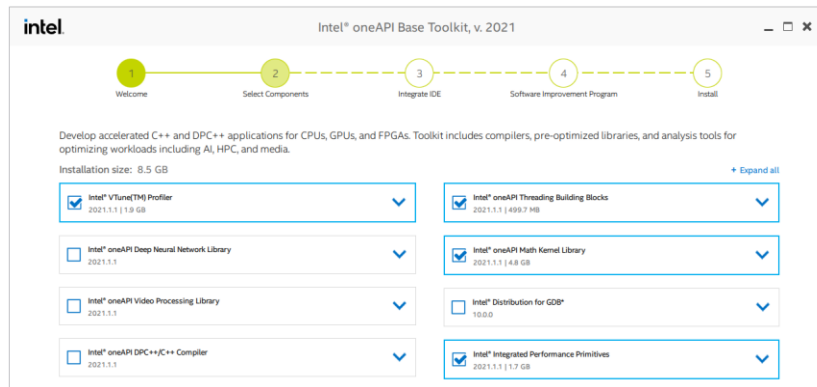 intel.
Intel® oneAPI Base Toolkit, v. 2021
1
2
3
4
5
Welcome
Select Components
Integrate IDE
Software Improvement Program
Install
Develop accelerated C++ and DPC++ applications for CPUs, GPUs, and FPGAs. Toolkit includes compilers, pre-optimized libraries, and analysis tools for
optimizing workloads including AI, HPC, and media.
Installation size: 8.5 GB
+ Expand all
Intel® VTune(TM) Profiler
2021.1.1 | 1.9 GB
Intel® oneAPI Threading Building Blocks
2021.1.1 | 499.7 MB
Intel® oneAPI Deep Neural Network Library
2021.1.1
Intel® oneAPI Math Kernel Library
2021.1.1 | 4.8 GB
Intel® oneAPI Video Processing Library
2021.1.1
Intel® Distribution for GDB*
10.0.0
Intel® oneAPI DPC++/C++ Compiler
2021.1.1
Intel® Integrated Performance Primitives
2021.1.1 | 1.7 GB